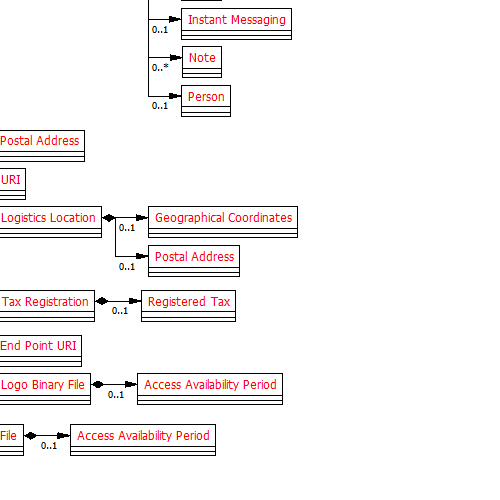 Instant Messaging
0..1
Note
0..*
Person
0..1
Postal Address
URI
Logistics Location
Geographical Coordinates
0..1
Postal Address
0..1
Tax Registration
Registered Tax
0..1
End Point URI
Logo Binary File
Access Availability Period
0..1
File
Access Availability Period
0..1